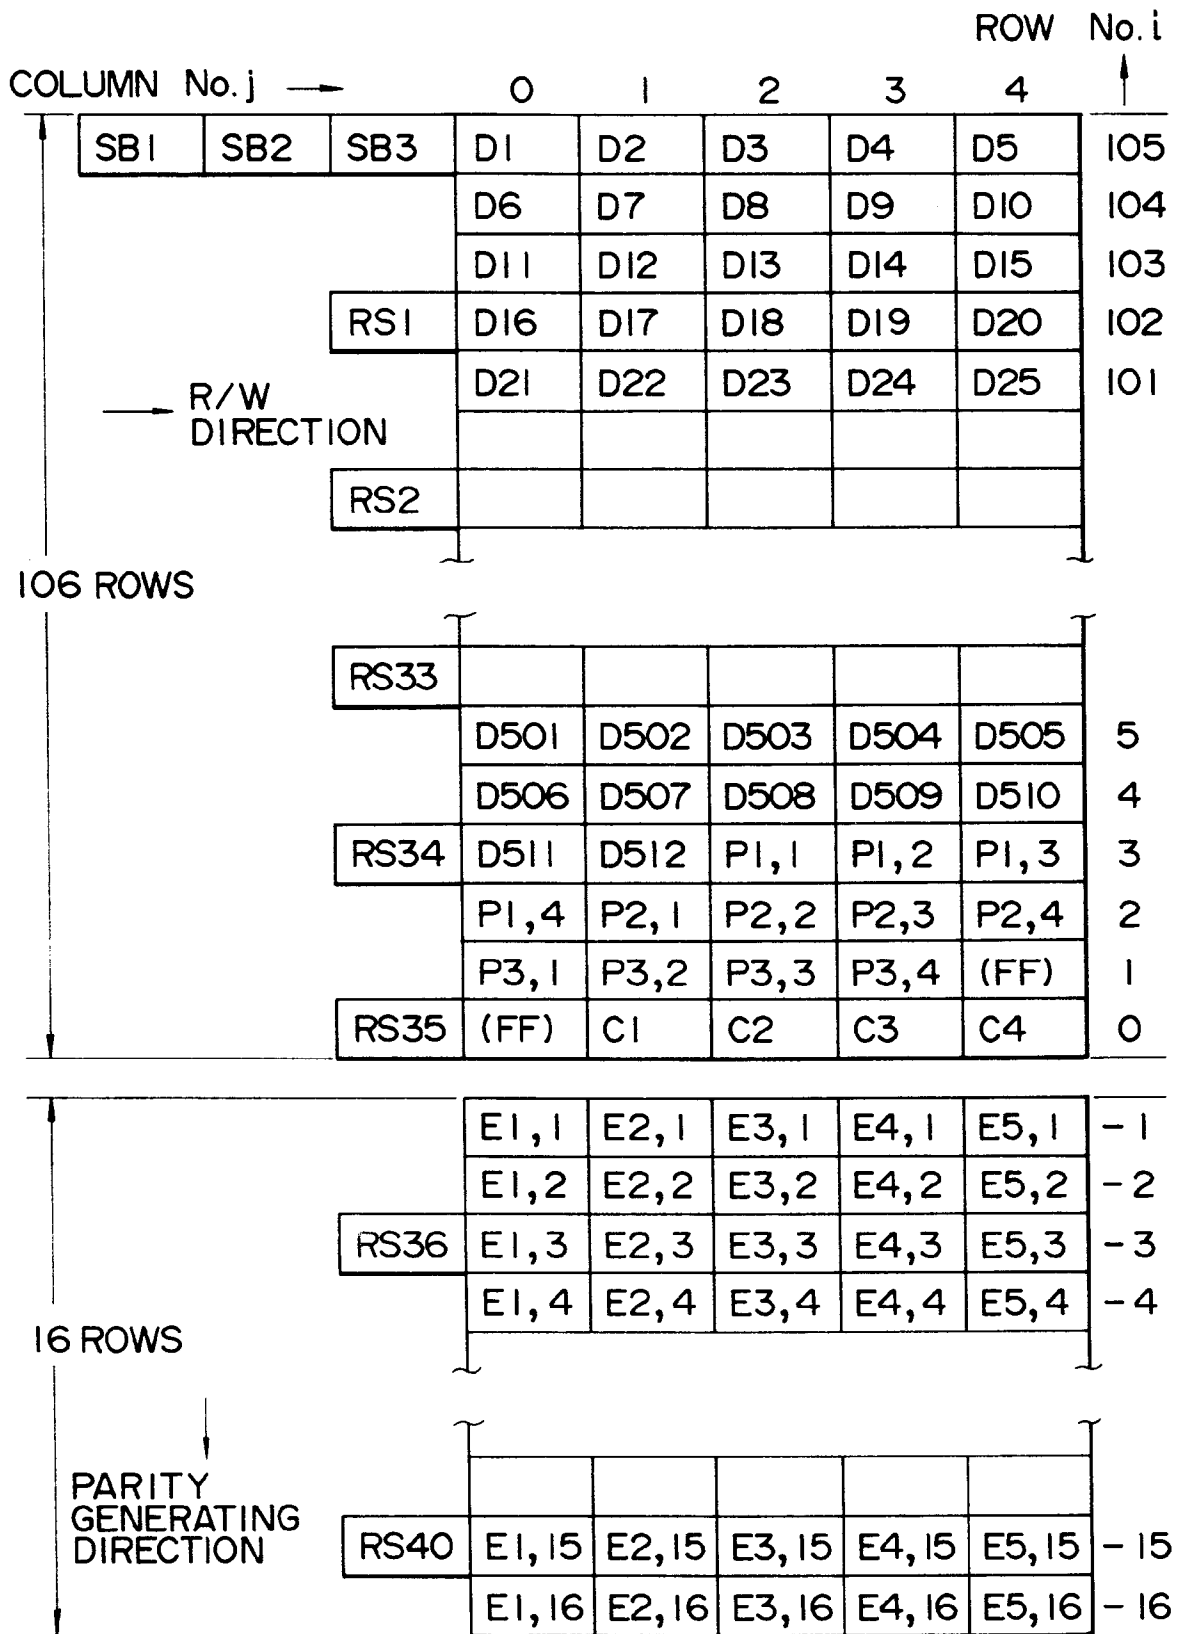 ROW No. i
COLUMN No. j 0 1 2 3 4
SB1 SB2 SB3 D1 D2 D3 D4 D5 105
D6 D7 D8 D9 D10 104
D11 D12 D13 D14 D15 103
RS1 D16 D17 D18 D19 D20 102
D21 D22 D23 D24 D25 101
R/W
DIRECTION
RS2
106 ROWS
RS33
D501 D502 D503 D504 D505 5
D506 D507 D508 D509 D510 4
RS34 D511 D512 P1,1 P1,2 P1,3 3
P1,4 P2,1 P2,2 P2,3 P2,4 2
P3,1 P3,2 P3,3 P3,4 (FF) 1
RS35 (FF) C1 C2 C3 C4 0
E1,1 E2,1 E3,1 E4,1 E5,1 -1
E1,2 E2,2 E3,2 E4,2 E5,2 -2
RS36 E1,3 E2,3 E3,3 E4,3 E5,3 -3
E1,4 E2,4 E3,4 E4,4 E5,4 -4
16 ROWS
PARITY
GENERATING
DIRECTION
RS40 E1,15 E2,15 E3,15 E4,15 E5,15 -15
E1,16 E2,16 E3,16 E4,16 E5,16 -16